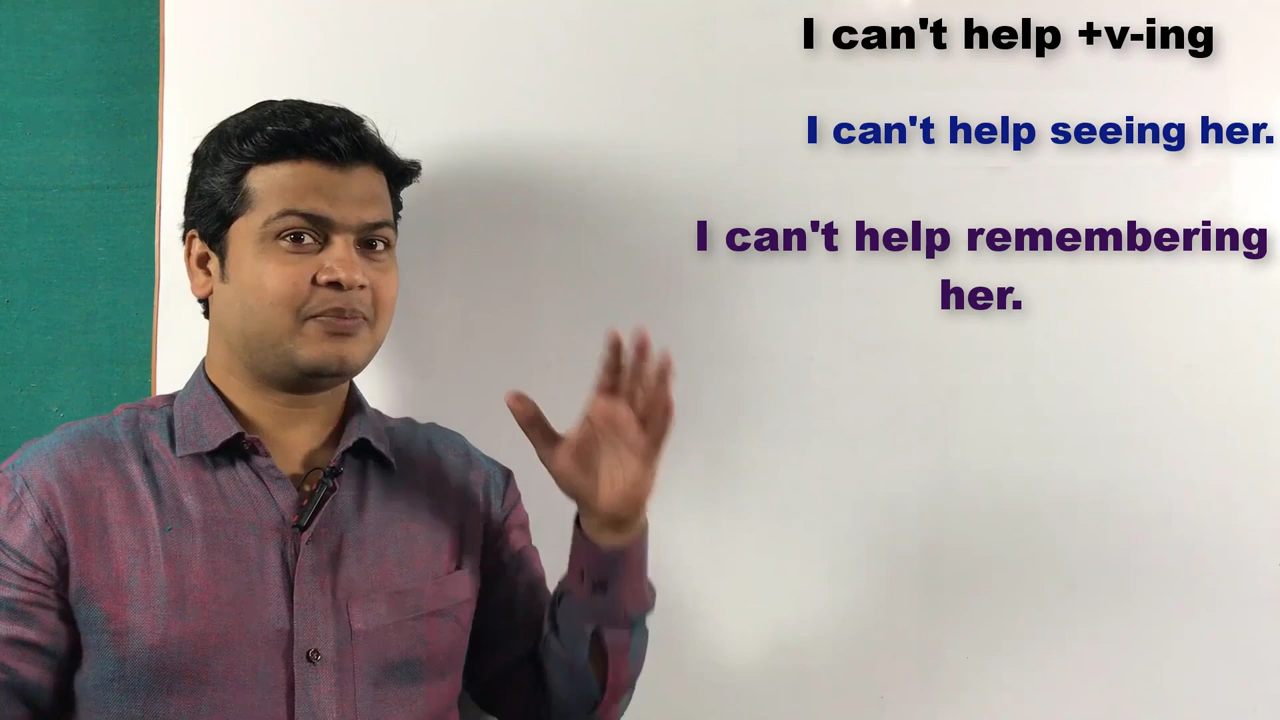 I can't help +v-ing
I can't help seeing her.
I can't help remembering
her.